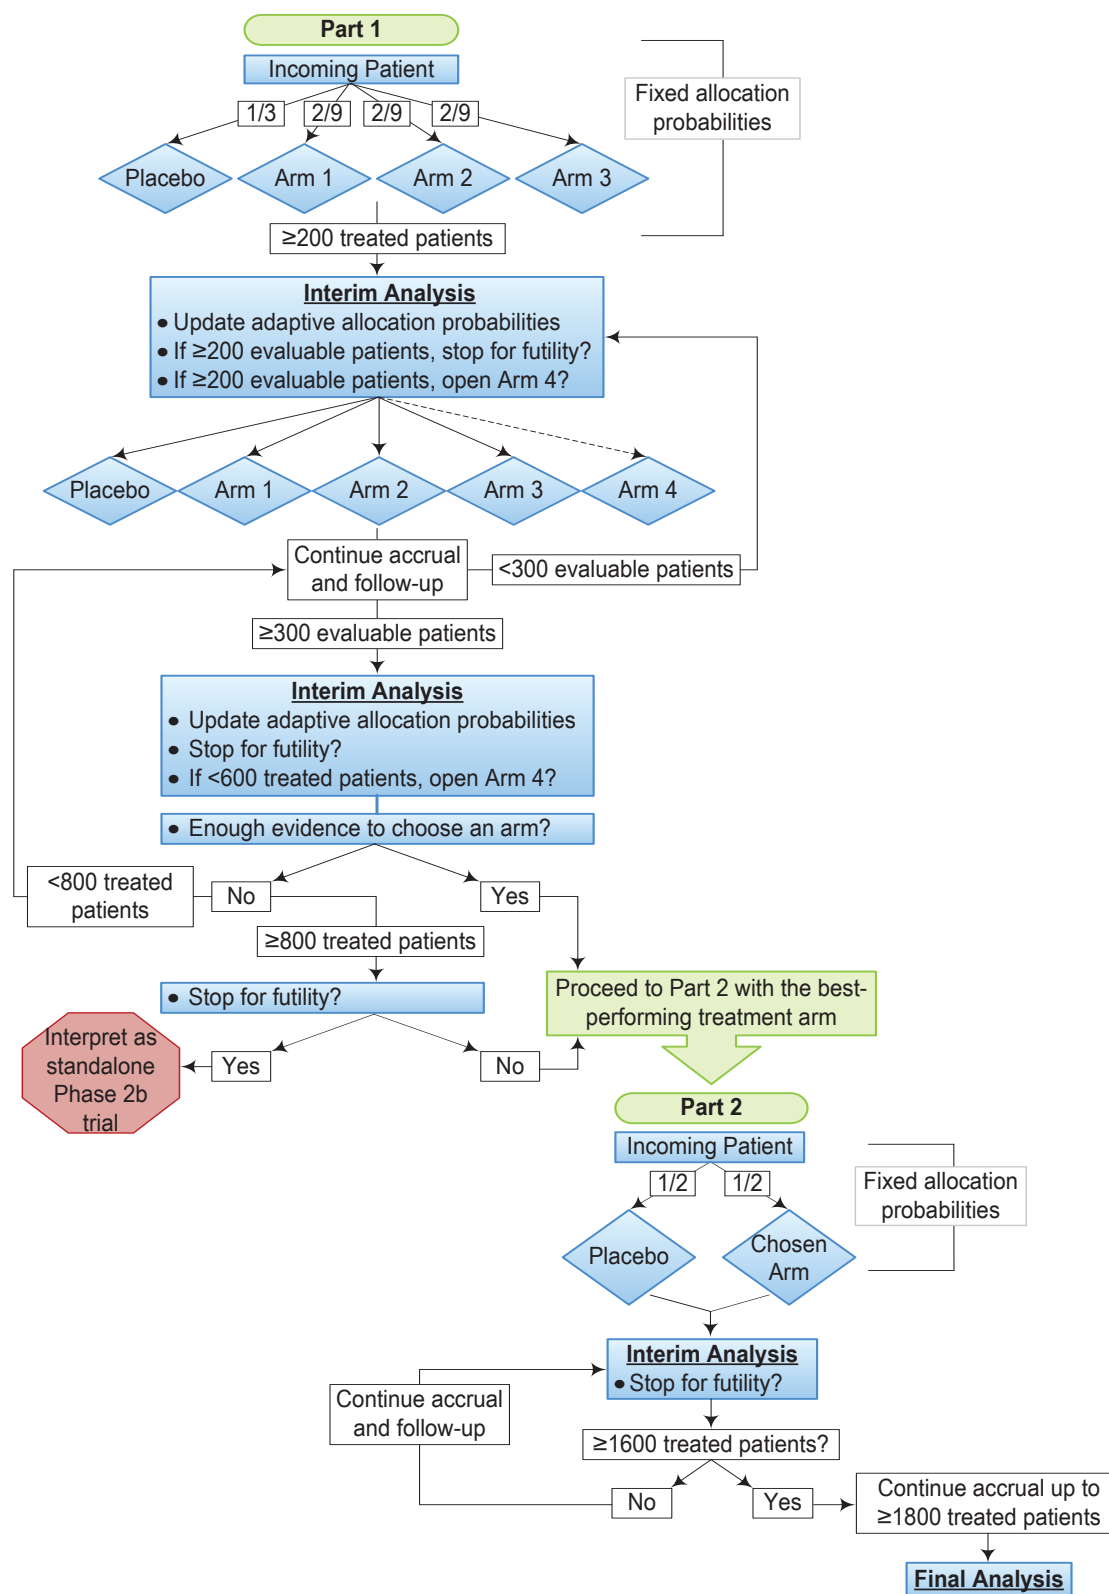 Part 1
Incoming Patient
Fixed allocation
probabilities
1/3
2/9
2/9
2/9
Placebo
Arm 1
Arm 2
Arm 3
≥200 treated patients
Interim Analysis
• Update adaptive allocation probabilities
• If ≥200 evaluable patients, stop for futility?
• If ≥200 evaluable patients, open Arm 4?
Placebo
Arm 1
Arm 2
Arm 3
Arm 4
Continue accrual
and follow-up
<300 evaluable patients
≥300 evaluable patients
Interim Analysis
• Update adaptive allocation probabilities
• Stop for futility?
• If <600 treated patients, open Arm 4?
• Enough evidence to choose an arm?
<800 treated
patients
No
Yes
≥800 treated patients
• Stop for futility?
Proceed to Part 2 with the best-
performing treatment arm
Interpret as
standalone
Phase 2b
trial
Yes
No
Part 2
Incoming Patient
Fixed allocation
probabilities
1/2
1/2
Placebo
Chosen
Arm
Interim Analysis
• Stop for futility?
Continue accrual
and follow-up
≥1600 treated patients?
No
Yes
Continue accrual up to
≥1800 treated patients
Final Analysis